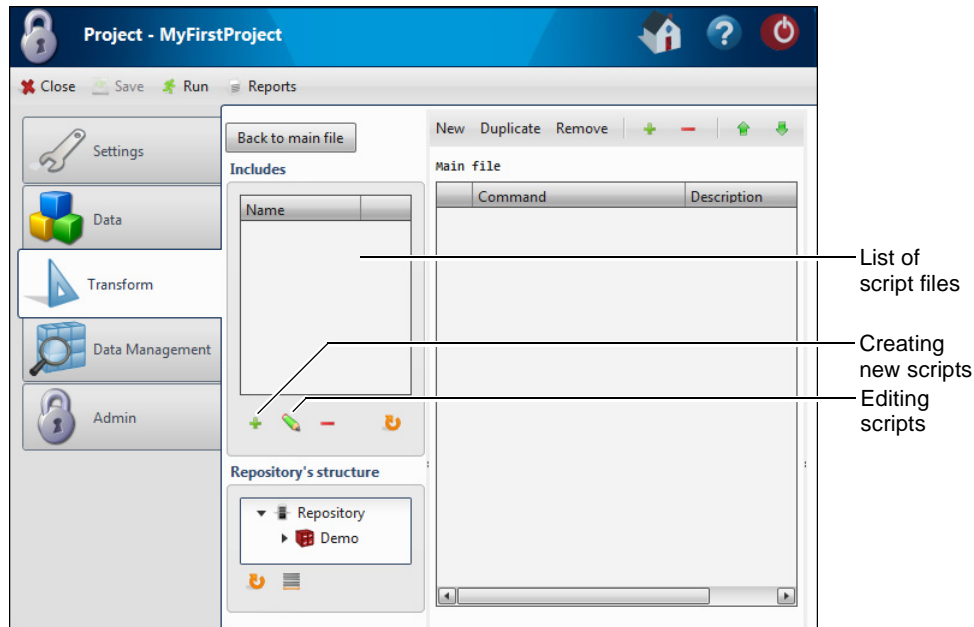 Project - MyFirstProject
Close Save Run Reports
Settings
Data
Transform
Data Management
Admin
Back to main file
Includes
Name
Repository's structure
Repository
Demo
New Duplicate Remove
Main file
Command Description
List of
script files
Creating
new scripts
Editing
scripts